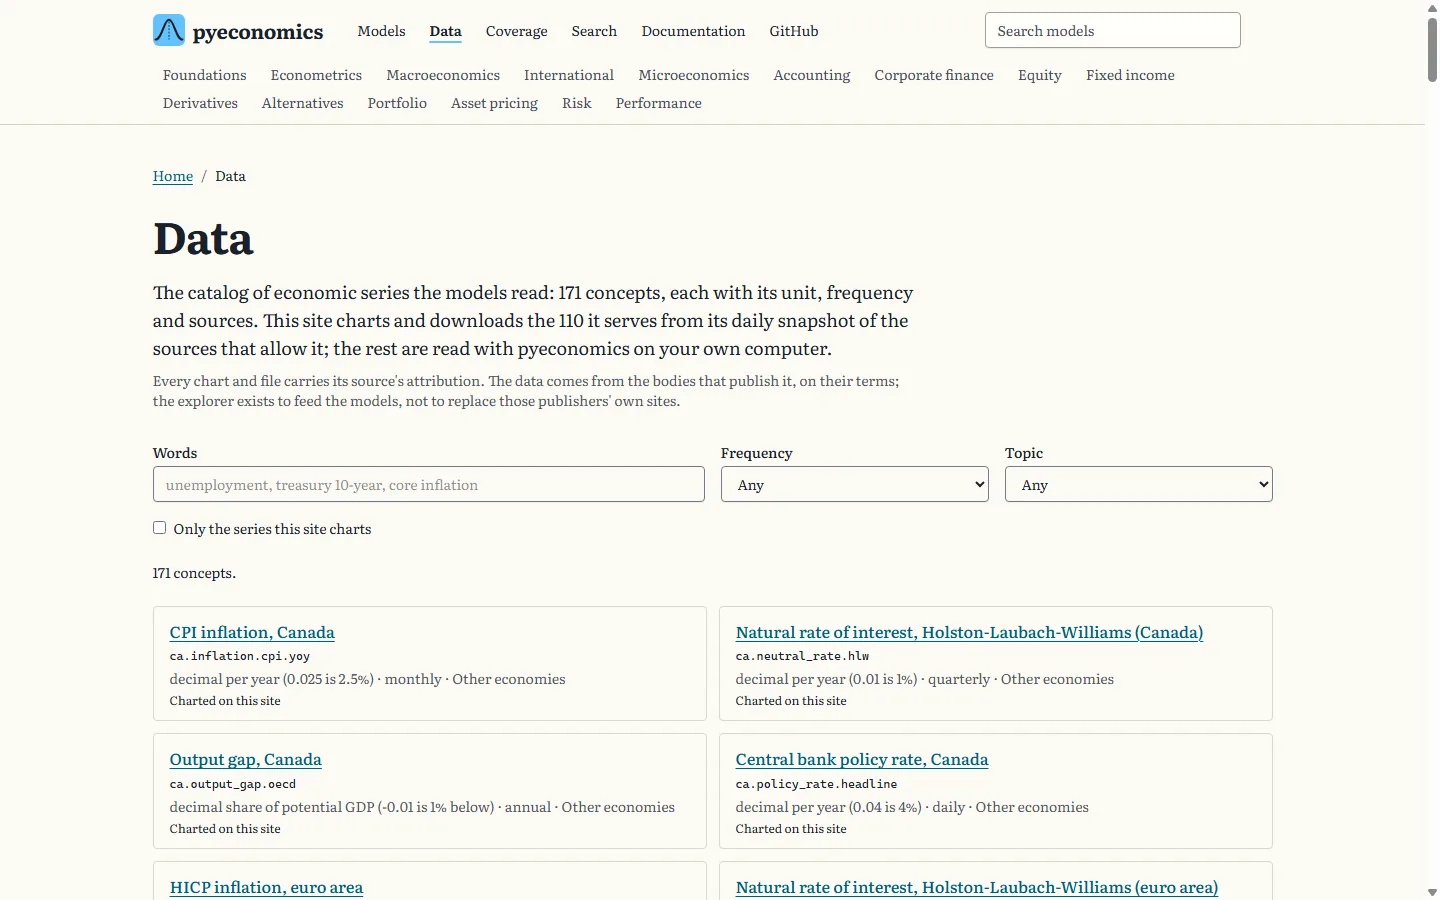 pyeconomics
Models Data Coverage Search Documentation GitHub
Search models
Foundations Econometrics Macroeconomics International Microeconomics Accounting Corporate finance Equity Fixed income
Derivatives Alternatives Portfolio Asset pricing Risk Performance
Home / Data
Data
The catalog of economic series the models read: 171 concepts, each with its unit, frequency
and sources. This site charts and downloads the 110 it serves from its daily snapshot of the
sources that allow it; the rest are read with pyeconomics on your own computer.
Every chart and file carries its source's attribution. The data comes from the bodies that publish it, on their terms;
the explorer exists to feed the models, not to replace those publishers' own sites.
Words
unemployment, treasury 10-year, core inflation
Frequency
Any
Topic
Any
Only the series this site charts
171 concepts.
CPI inflation, Canada
ca.inflation.cpi.yoy
decimal per year (0.025 is 2.5%) · monthly · Other economies
Charted on this site
Natural rate of interest, Holston-Laubach-Williams (Canada)
ca.neutral_rate.hlw
decimal per year (0.01 is 1%) · quarterly · Other economies
Charted on this site
Output gap, Canada
ca.output_gap.oecd
decimal share of potential GDP (-0.01 is 1% below) · annual · Other economies
Charted on this site
Central bank policy rate, Canada
ca.policy_rate.headline
decimal per year (0.04 is 4%) · daily · Other economies
Charted on this site
HICP inflation, euro area
Natural rate of interest, Holston-Laubach-Williams (euro area)